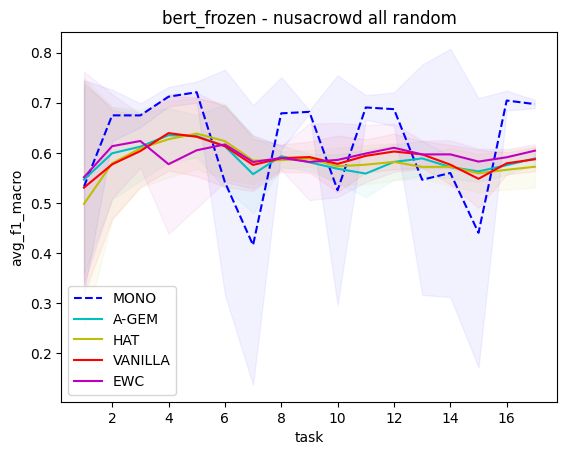 bert_frozen - nusacrowd all random
0.8
0.7
0.6
0.5
0.4
0.3
0.2
avg_f1_macro
MONO
A-GEM
HAT
VANILLA
EWC
2 4 6 8 10 12 14 16
task